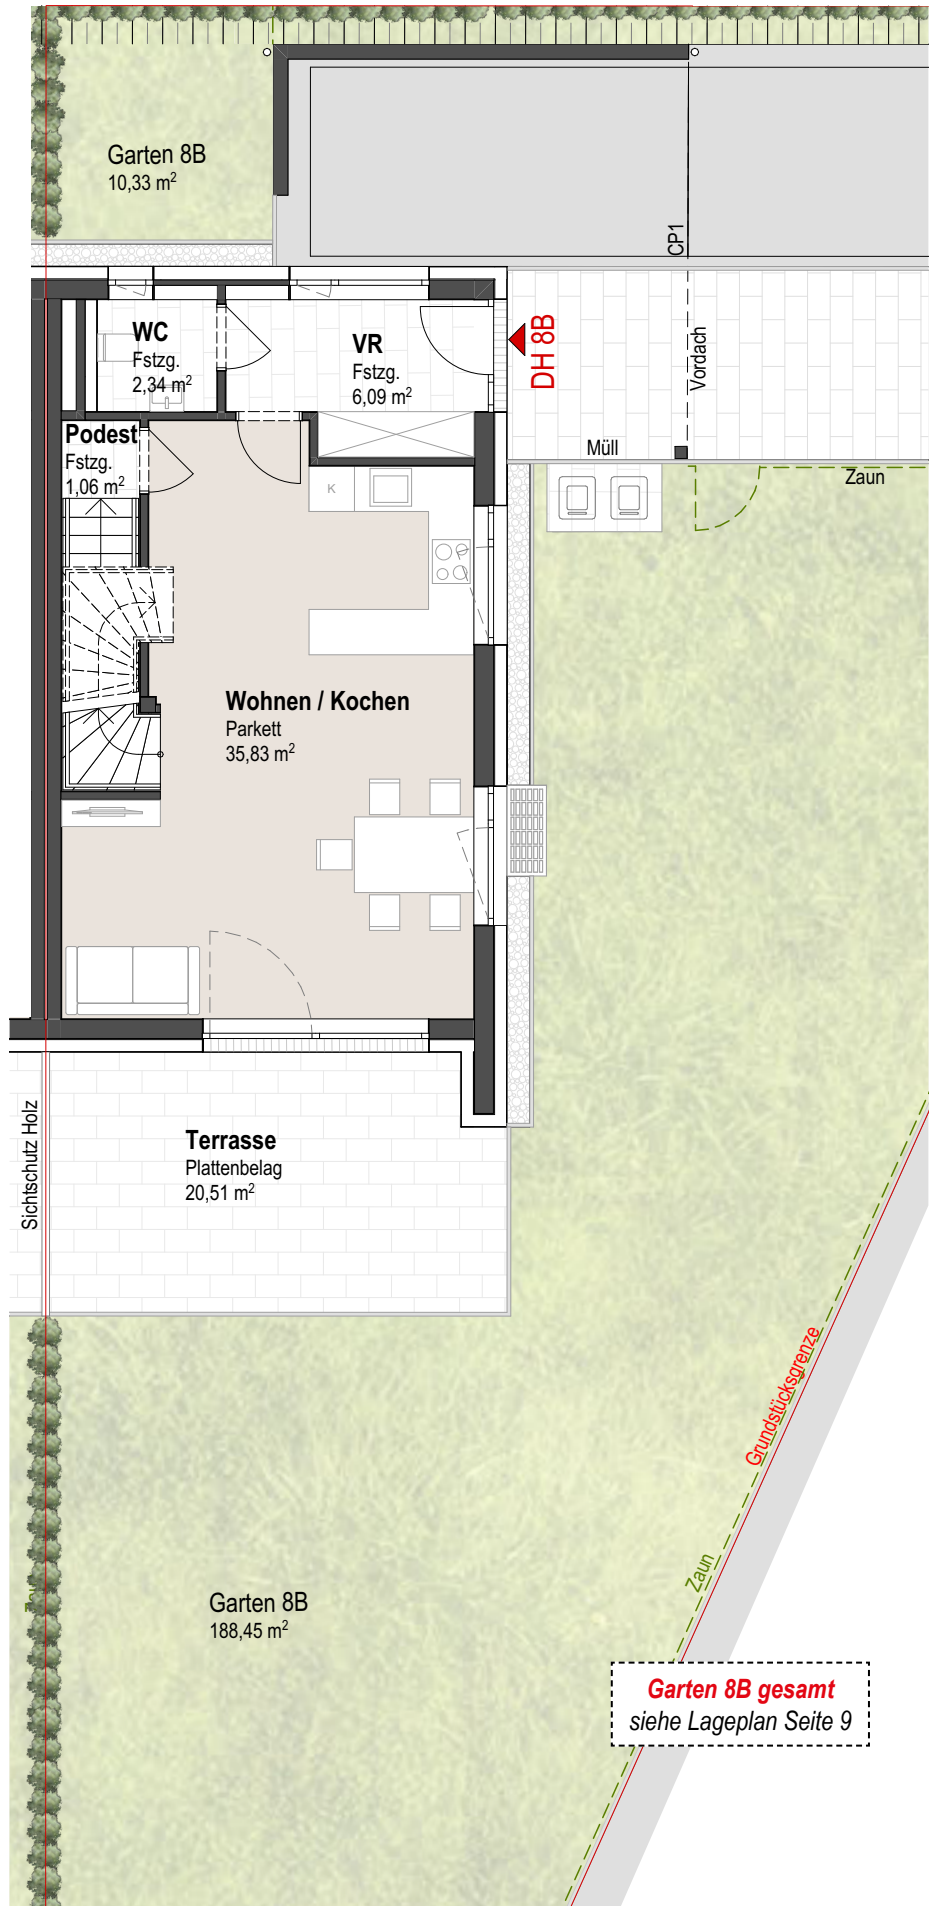 Garten 8B
10,33 m²
CP1
WC
Fstzg.
2,34 m²
VR
Fstzg.
6,09 m²
DH 8B
Vordach
Podest
Fstzg.
1,06 m²
Müll
Zaun
K
Wohnen / Kochen
Parkett
35,83 m²
Sichtschutz Holz
Terrasse
Plattenbelag
20,51 m²
Grundstücksgrenze
Zaun
Garten 8B
188,45 m²
Garten 8B gesamt
siehe Lageplan Seite 9